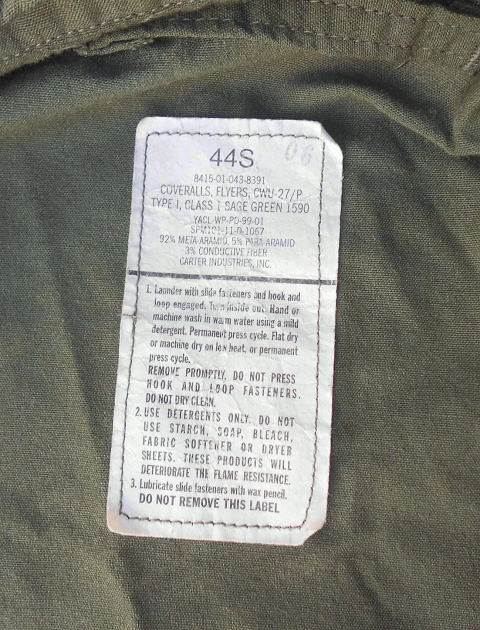 44S 06
8415-01-043-8391
COVERALLS, FLYERS, CWU-27/P
TYPE I, CLASS 1 SAGE GREEN 1590
YACL-WP-PD-99-01
SPM1C1-11-D-1067
92% META-ARAMID, 5% PARA-ARAMID
3% CONDUCTIVE FIBER
CARTER INDUSTRIES, INC.
1. Launder with slide fasteners and hook and
loop engaged. Turn inside out. Hand or
machine wash in warm water using a mild
detergent. Permanent press cycle. Flat dry
or machine dry on low heat, or permanent
press cycle.
REMOVE PROMPTLY, DO NOT PRESS
HOOK AND LOOP FASTENERS.
DO NOT DRY CLEAN.
2. USE DETERGENTS ONLY. DO NOT
USE STARCH, SOAP, BLEACH,
FABRIC SOFTENER OR DRYER
SHEETS. THESE PRODUCTS WILL
DETERIORATE THE FLAME RESISTANCE.
3. Lubricate slide fasteners with wax pencil.
DO NOT REMOVE THIS LABEL